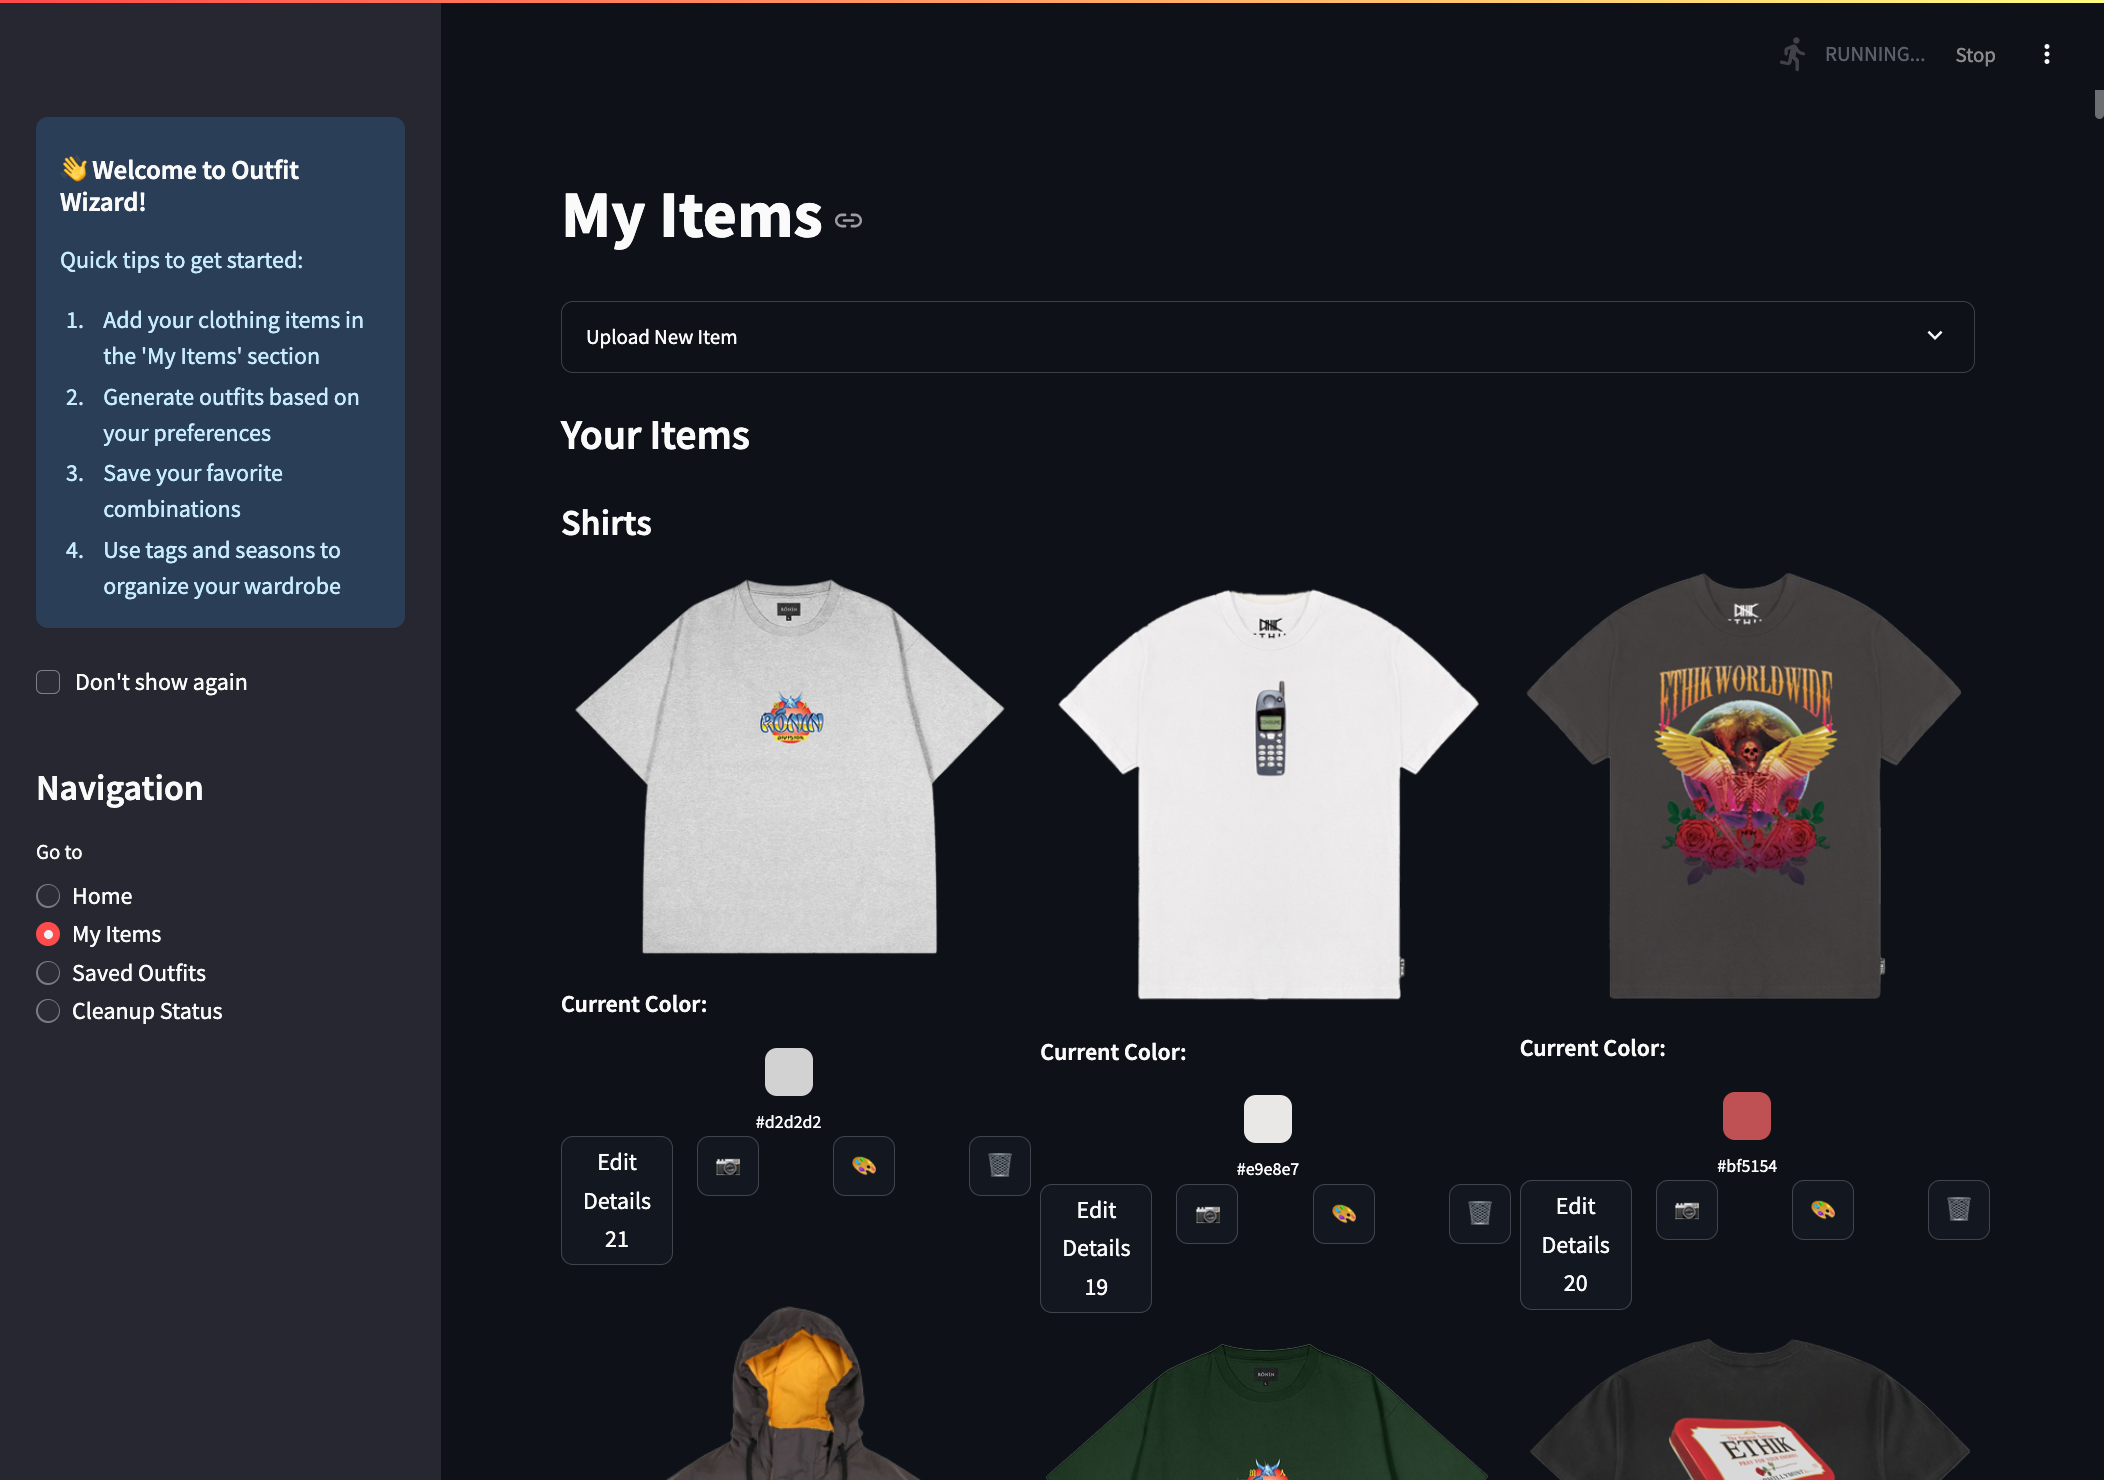 RUNNING...
Stop
👋 Welcome to Outfit
Wizard!
Quick tips to get started:
1. Add your clothing items in
the 'My Items' section
2. Generate outfits based on
your preferences
3. Save your favorite
combinations
4. Use tags and seasons to
organize your wardrobe
Don't show again
Navigation
Go to
Home
My Items
Saved Outfits
Cleanup Status
My Items
Upload New Item
Your Items
Shirts
RŌNIN
RŌNIN
DIVISION
ETHIK WORLDWIDE
Current Color:
#d2d2d2
Edit
Details
21
Current Color:
#e9e8e7
Edit
Details
19
Current Color:
#bf5154
Edit
Details
20
RŌNIN
ETHIK